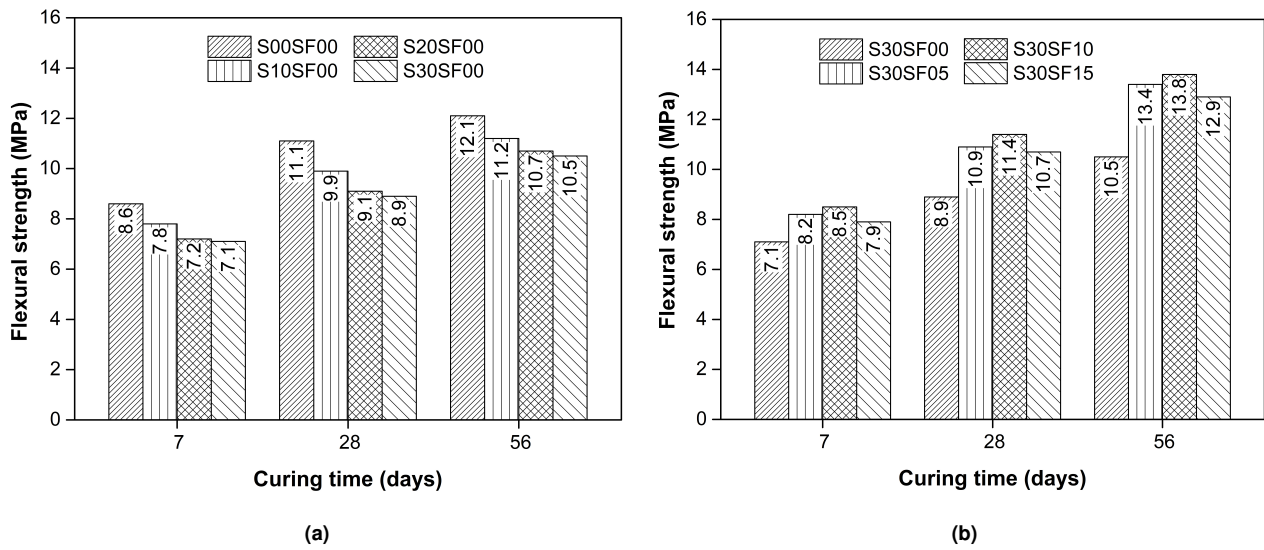 16
14
12
10
8
6
4
2
0
Flexural strength (MPa)
S00SF00 S20SF00
S10SF00 S30SF00
8.6 7.8 7.2 7.1
11.1 9.9 9.1 8.9
12.1 11.2 10.7 10.5
7 28 56
Curing time (days)
(a)
16
14
12
10
8
6
4
2
0
Flexural strength (MPa)
S30SF00 S30SF10
S30SF05 S30SF15
7.1 8.2 8.5 7.9
8.9 10.9 11.4 10.7
10.5 13.4 13.8 12.9
7 28 56
Curing time (days)
(b)